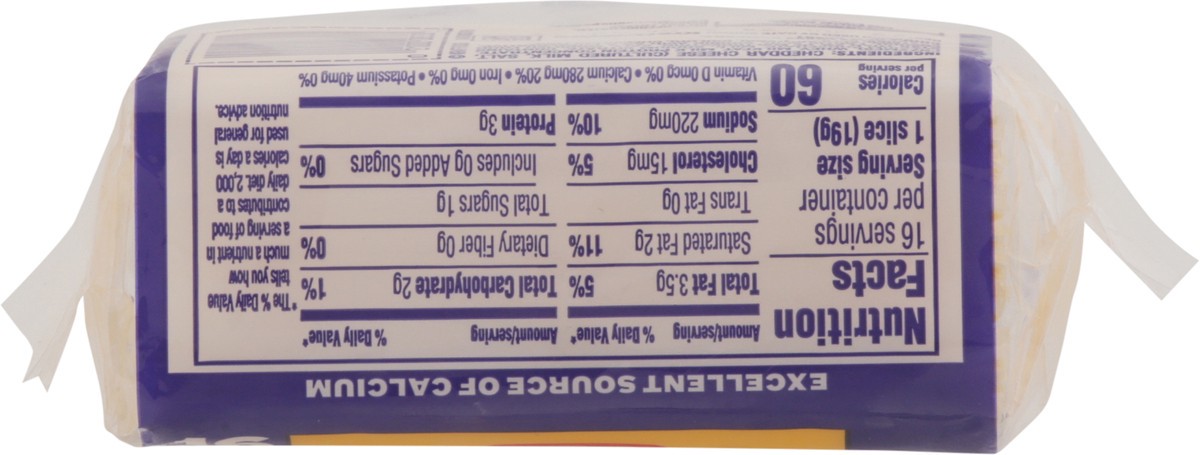 EXCELLENT SOURCE OF CALCIUM
Nutrition
Facts
16 servings
per container
Serving size
1 slice (19g)
Calories
per serving
60
Amount/serving % Daily Value*
Total Fat 3.5g 5%
Saturated Fat 2g 11%
Trans Fat 0g
Cholesterol 15mg 5%
Sodium 220mg 10%
Amount/serving % Daily Value*
Total Carbohydrate 2g 1%
Dietary Fiber 0g 0%
Total Sugars 1g
Includes 0g Added Sugars 0%
Protein 3g
Vitamin D 0mcg 0% • Calcium 280mg 20% • Iron 0mg 0% • Potassium 40mg 0%
*The % Daily Value
tells you how
much a nutrient in
a serving of food
contributes to a
daily diet. 2,000
calories a day is
used for general
nutrition advice.
INGREDIENTS: CHEDDAR CHEESE (CULTURED MILK, SALT,